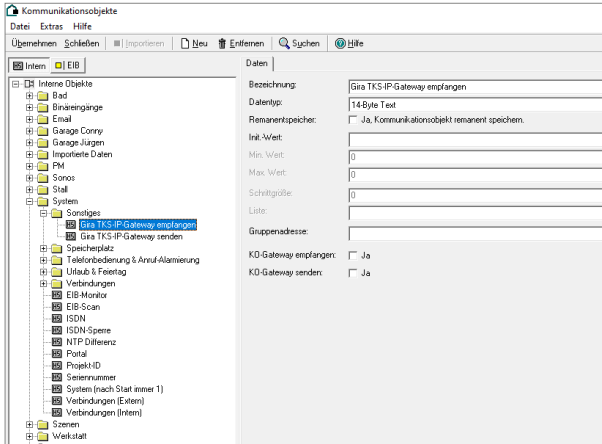 Kommunikationsobjekte
Datei Extras Hilfe
Übernehmen Schließen Importieren Neu Entfernen Suchen Hilfe
Intern EIB
Interne Objekte
Bad
Binäreingänge
Email
Garage Conny
Garage Jürgen
Importierte Daten
PM
Sonos
Stall
System
Sonstiges
Gira TKS-IP-Gateway empfangen
Gira TKS-IP-Gateway senden
Speicherplatz
Telefonbedienung & Anruf-Alarmierung
Urlaub & Feiertag
Verbindungen
EIB-Monitor
EIB-Scan
ISDN
ISDN-Sperre
NTP Differenz
Portal
Projekt-ID
Seriennummer
System (nach Start immer 1)
Verbindungen (Extern)
Verbindungen (Intern)
Szenen
Werkstatt
Daten
Bezeichnung: Gira TKS-IP-Gateway empfangen
Datentyp: 14-Byte Text
Remanentspeicher: Ja, Kommunikationsobjekt remanent speichern.
Init.-Wert:
Min. Wert: 0
Max. Wert: 0
Schrittgröße: 0
Liste:
Gruppenadresse:
KO-Gateway empfangen: Ja
KO-Gateway senden: Ja